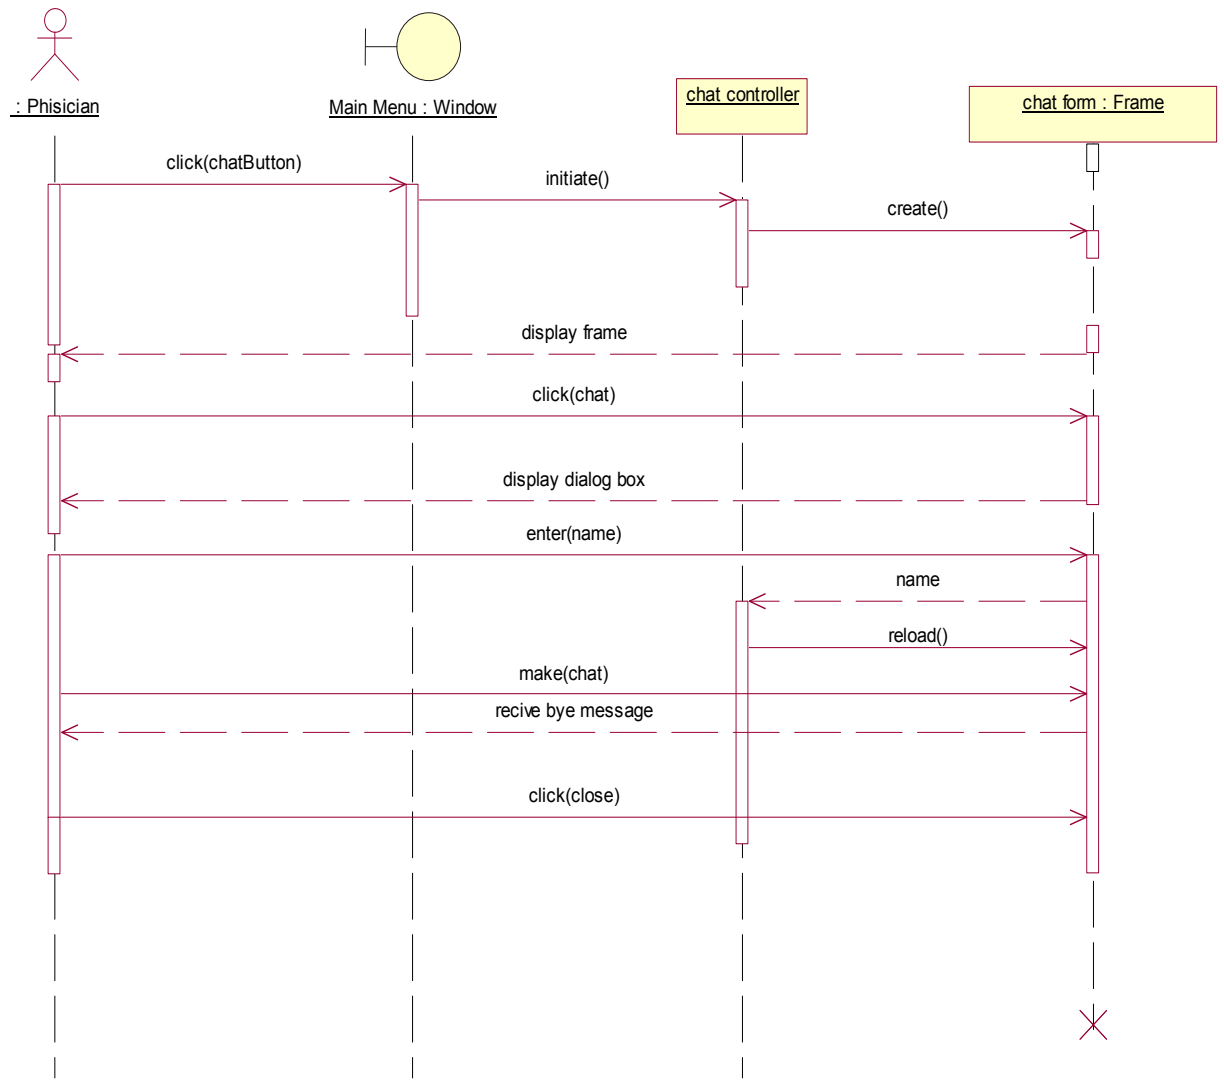 : Phisician
Main Menu : Window
chat controller
chat form : Frame
click(chatButton)
initiate()
create()
display frame
click(chat)
display dialog box
enter(name)
name
reload()
make(chat)
recive bye message
click(close)